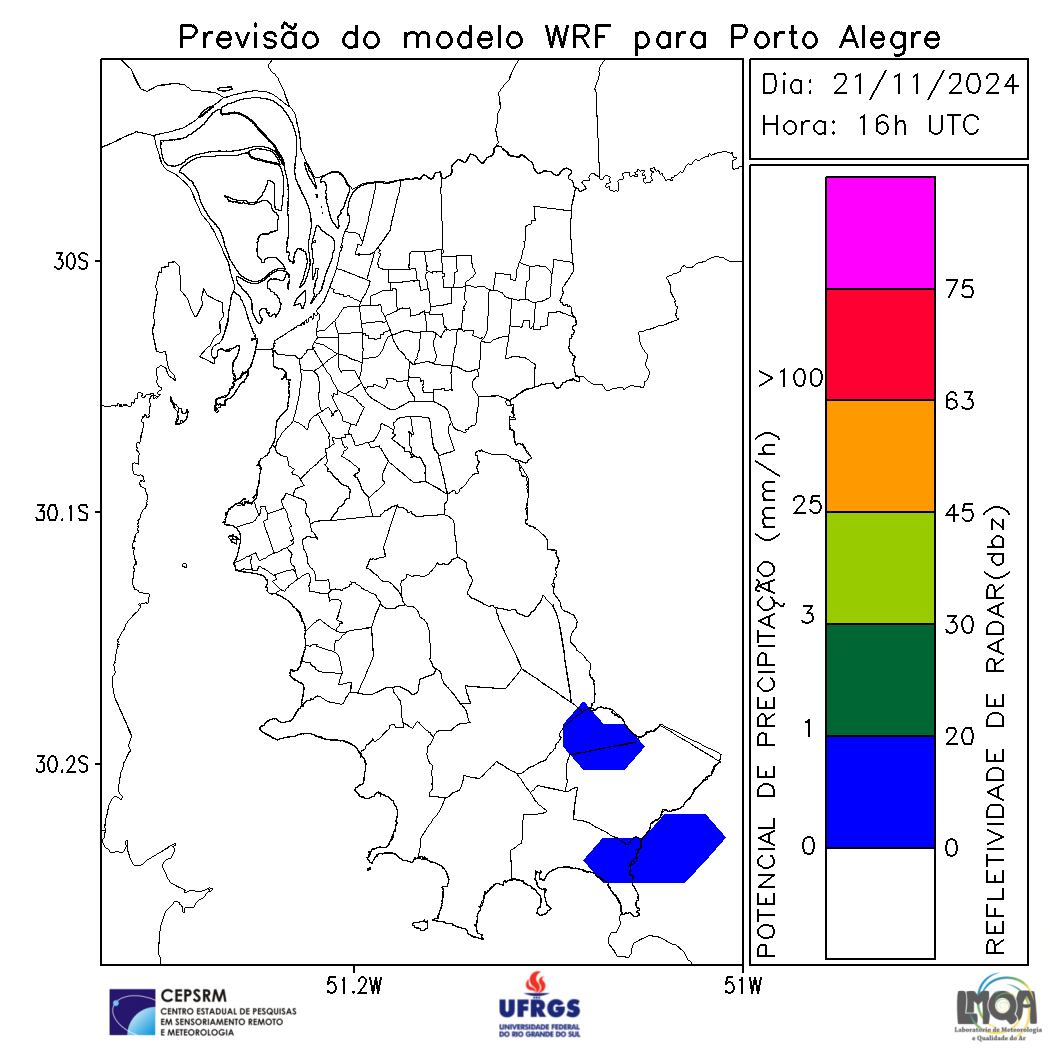 Previsão do modelo WRF para Porto Alegre
Dia: 21/11/2024
Hora: 16h UTC
30S
30.1S
30.2S
51.2W
51W
POTENCIAL DE PRECIPITAÇÃO (mm/h)
>100
25
3
1
0
75
63
45
30
20
0
REFLETIVIDADE DE RADAR(dbz)
CEPSRM
CENTRO ESTADUAL DE PESQUISAS
EM SENSORIAMENTO REMOTO
E METEOROLOGIA
UFRGS
UNIVERSIDADE FEDERAL
DO RIO GRANDE DO SUL
LMQA
Laboratório de Meteorologia
e Qualidade do Ar